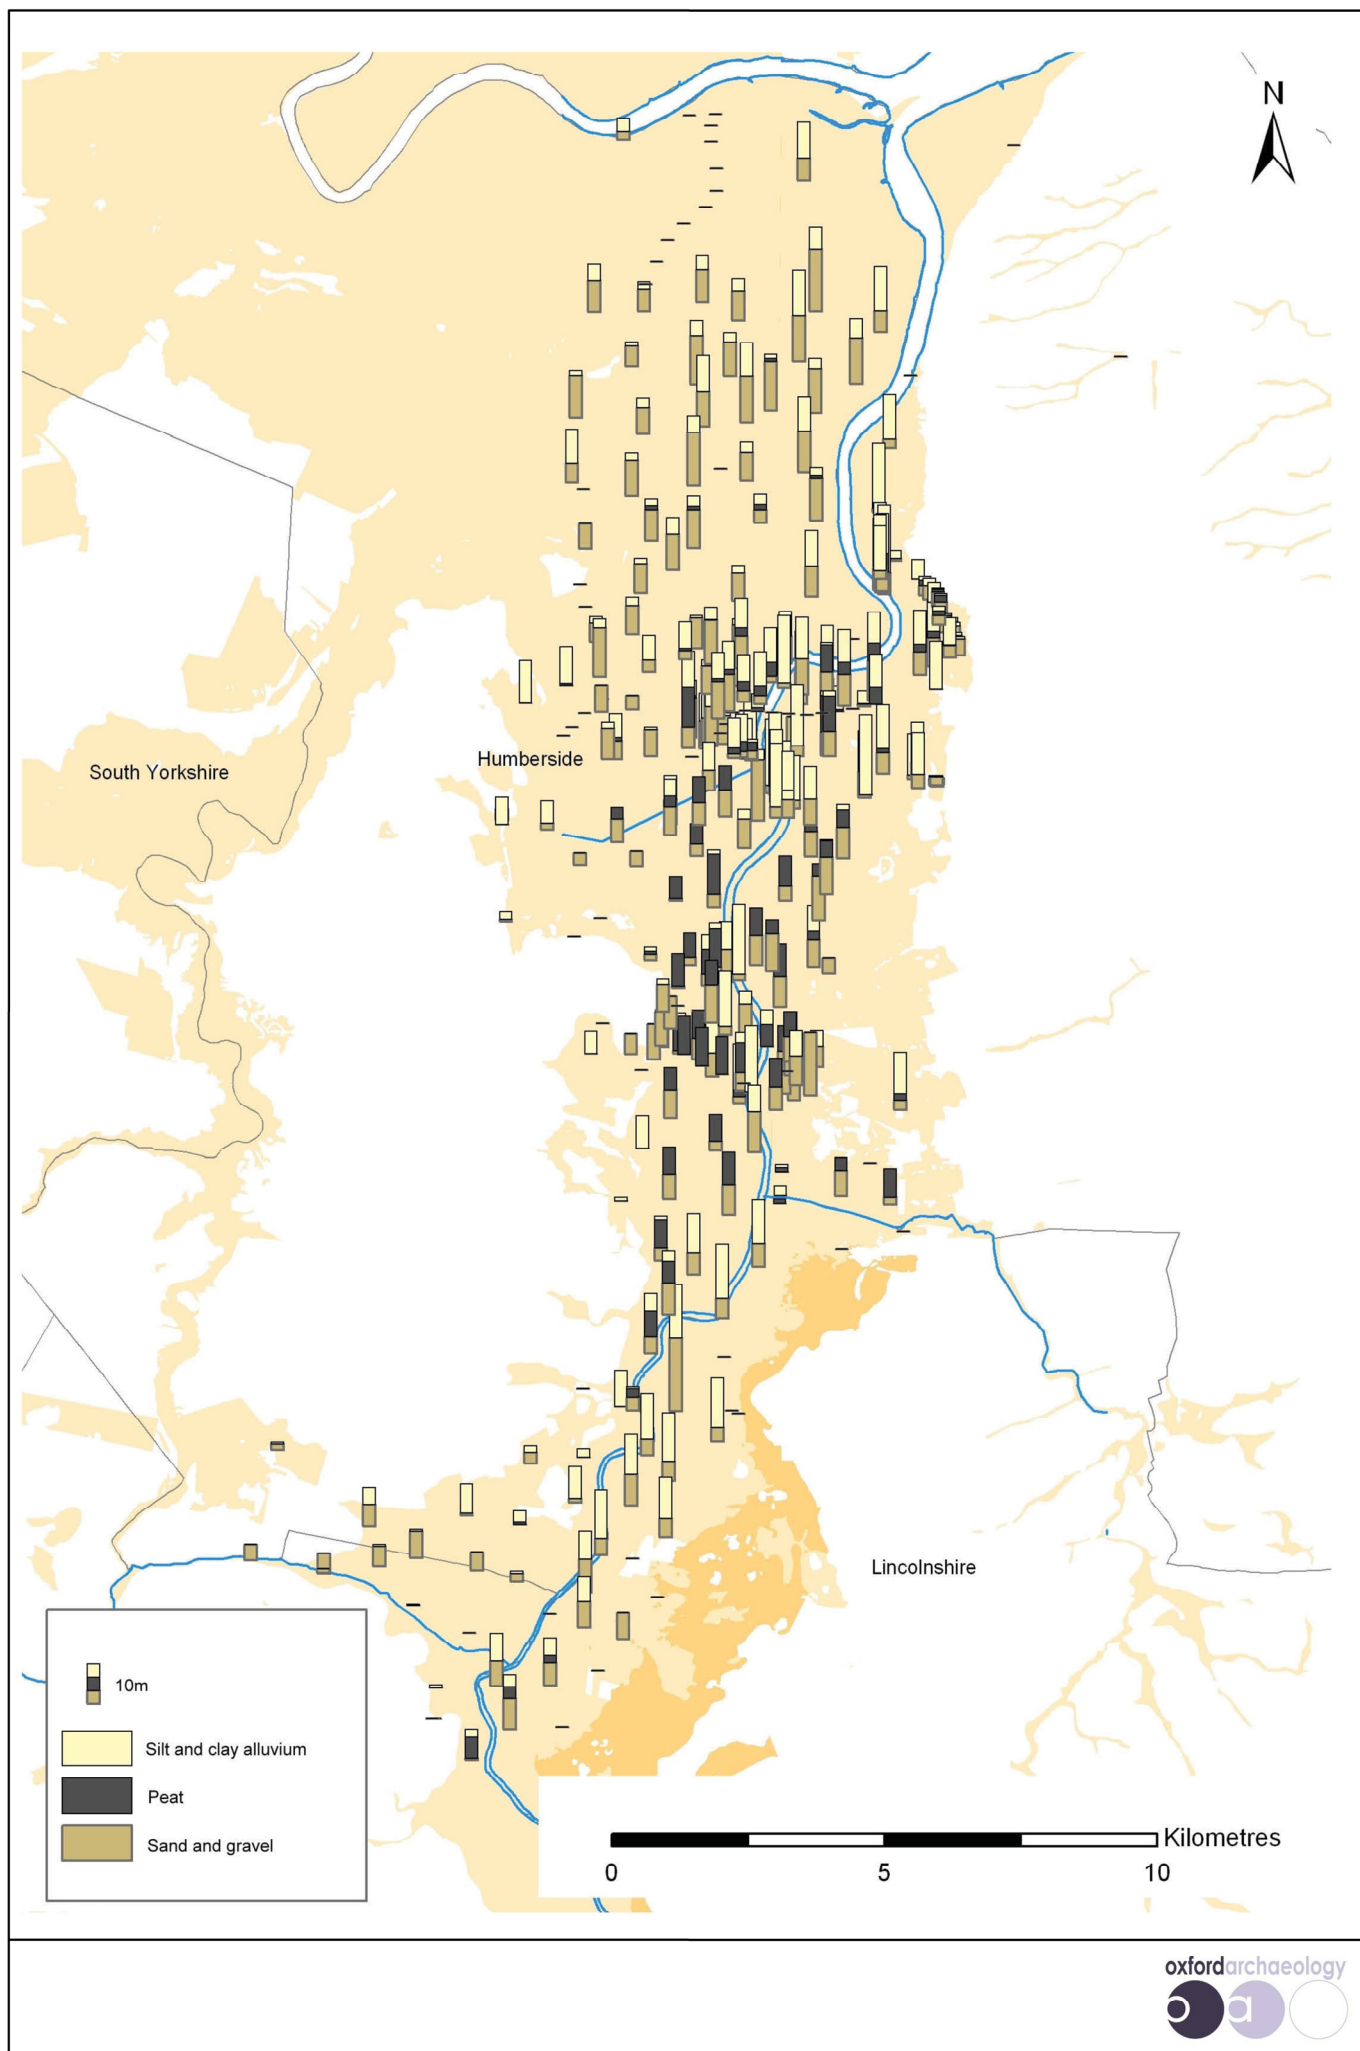 N
South Yorkshire
Humberside
Lincolnshire
10m
Silt and clay alluvium
Peat
Sand and gravel
Kilometres
0 5 10
oxfordarchaeology
o a